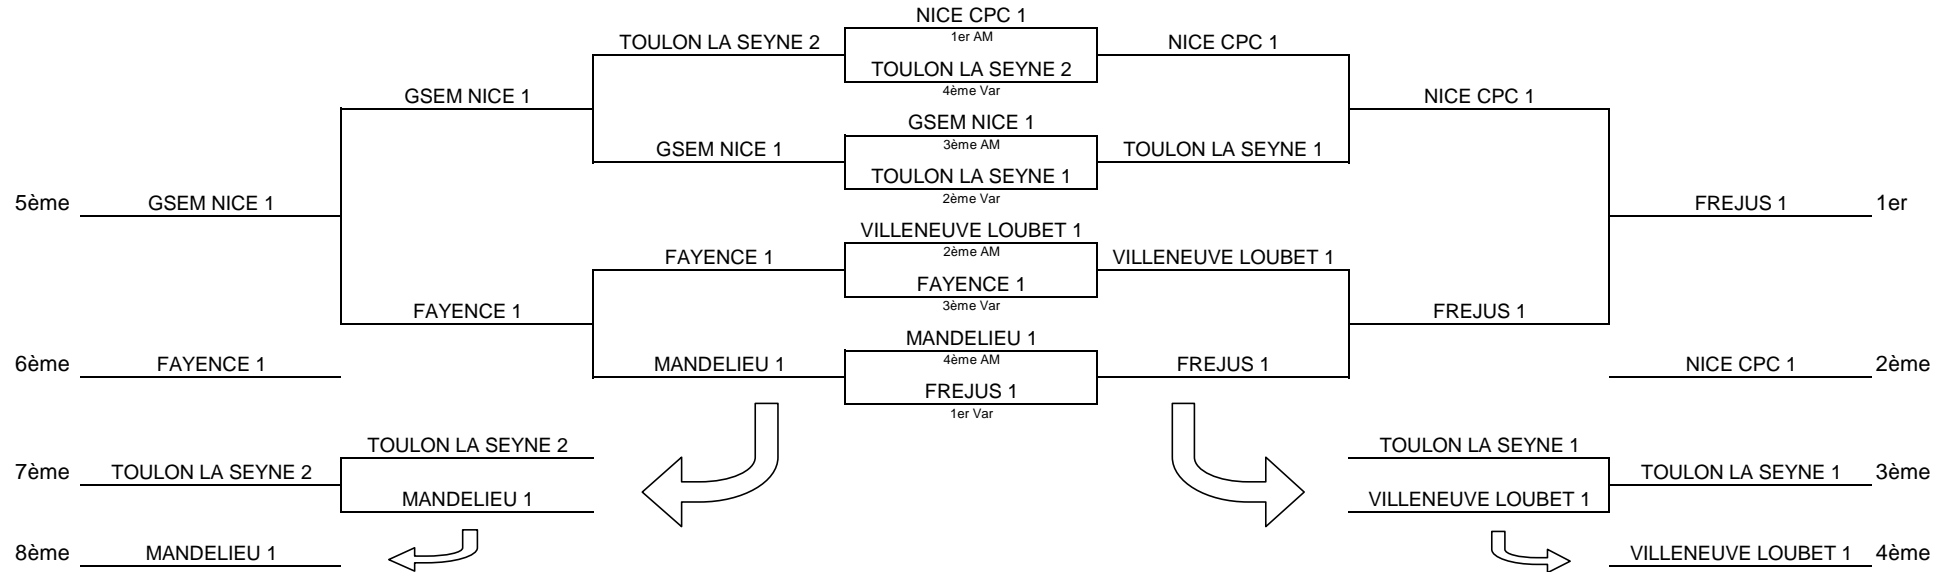 NICE CPC 1
TOULON LA SEYNE 2 1er AM NICE CPC 1
TOULON LA SEYNE 2
GSEM NICE 1 4ème Var NICE CPC 1
GSEM NICE 1
GSEM NICE 1 3ème AM TOULON LA SEYNE 1
TOULON LA SEYNE 1
5ème GSEM NICE 1 2ème Var FREJUS 1 1er
VILLENEUVE LOUBET 1
FAYENCE 1 2ème AM VILLENEUVE LOUBET 1
FAYENCE 1
FAYENCE 1 3ème Var FREJUS 1
MANDELIEU 1
6ème FAYENCE 1 MANDELIEU 1 4ème AM FREJUS 1 NICE CPC 1 2ème
FREJUS 1
1er Var
TOULON LA SEYNE 2 TOULON LA SEYNE 1
7ème TOULON LA SEYNE 2 TOULON LA SEYNE 1 3ème
MANDELIEU 1 VILLENEUVE LOUBET 1
8ème MANDELIEU 1 VILLENEUVE LOUBET 1 4ème